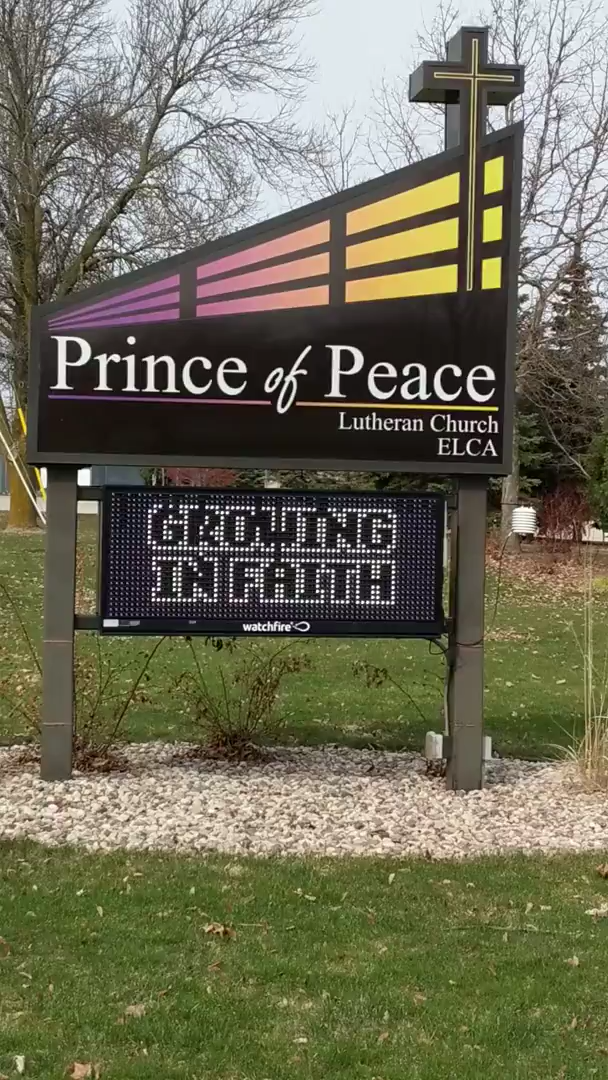 Prince of Peace
Lutheran Church
ELCA
GROWING
IN FAITH
watchfire